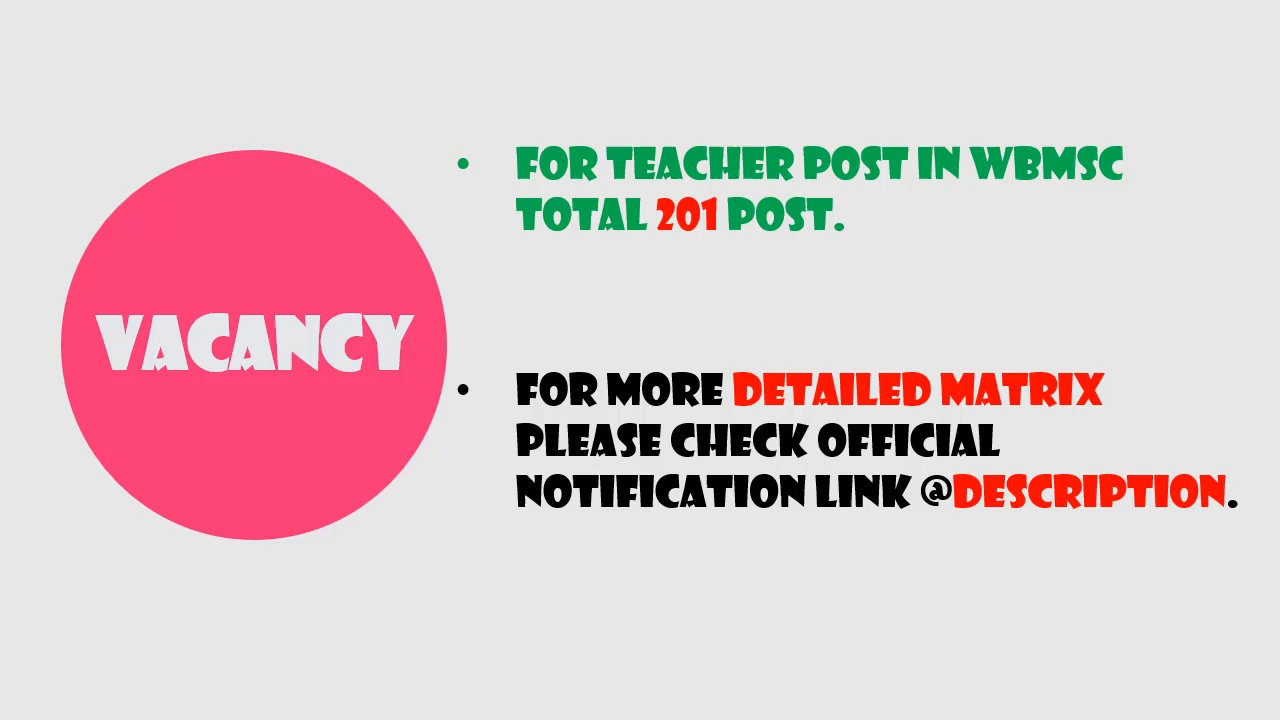 VACANCY
• FOR TEACHER POST IN WBMSC
TOTAL 201 POST.
• FOR MORE DETAILED MATRIX
PLEASE CHECK OFFICIAL
NOTIFICATION LINK @DESCRIPTION.